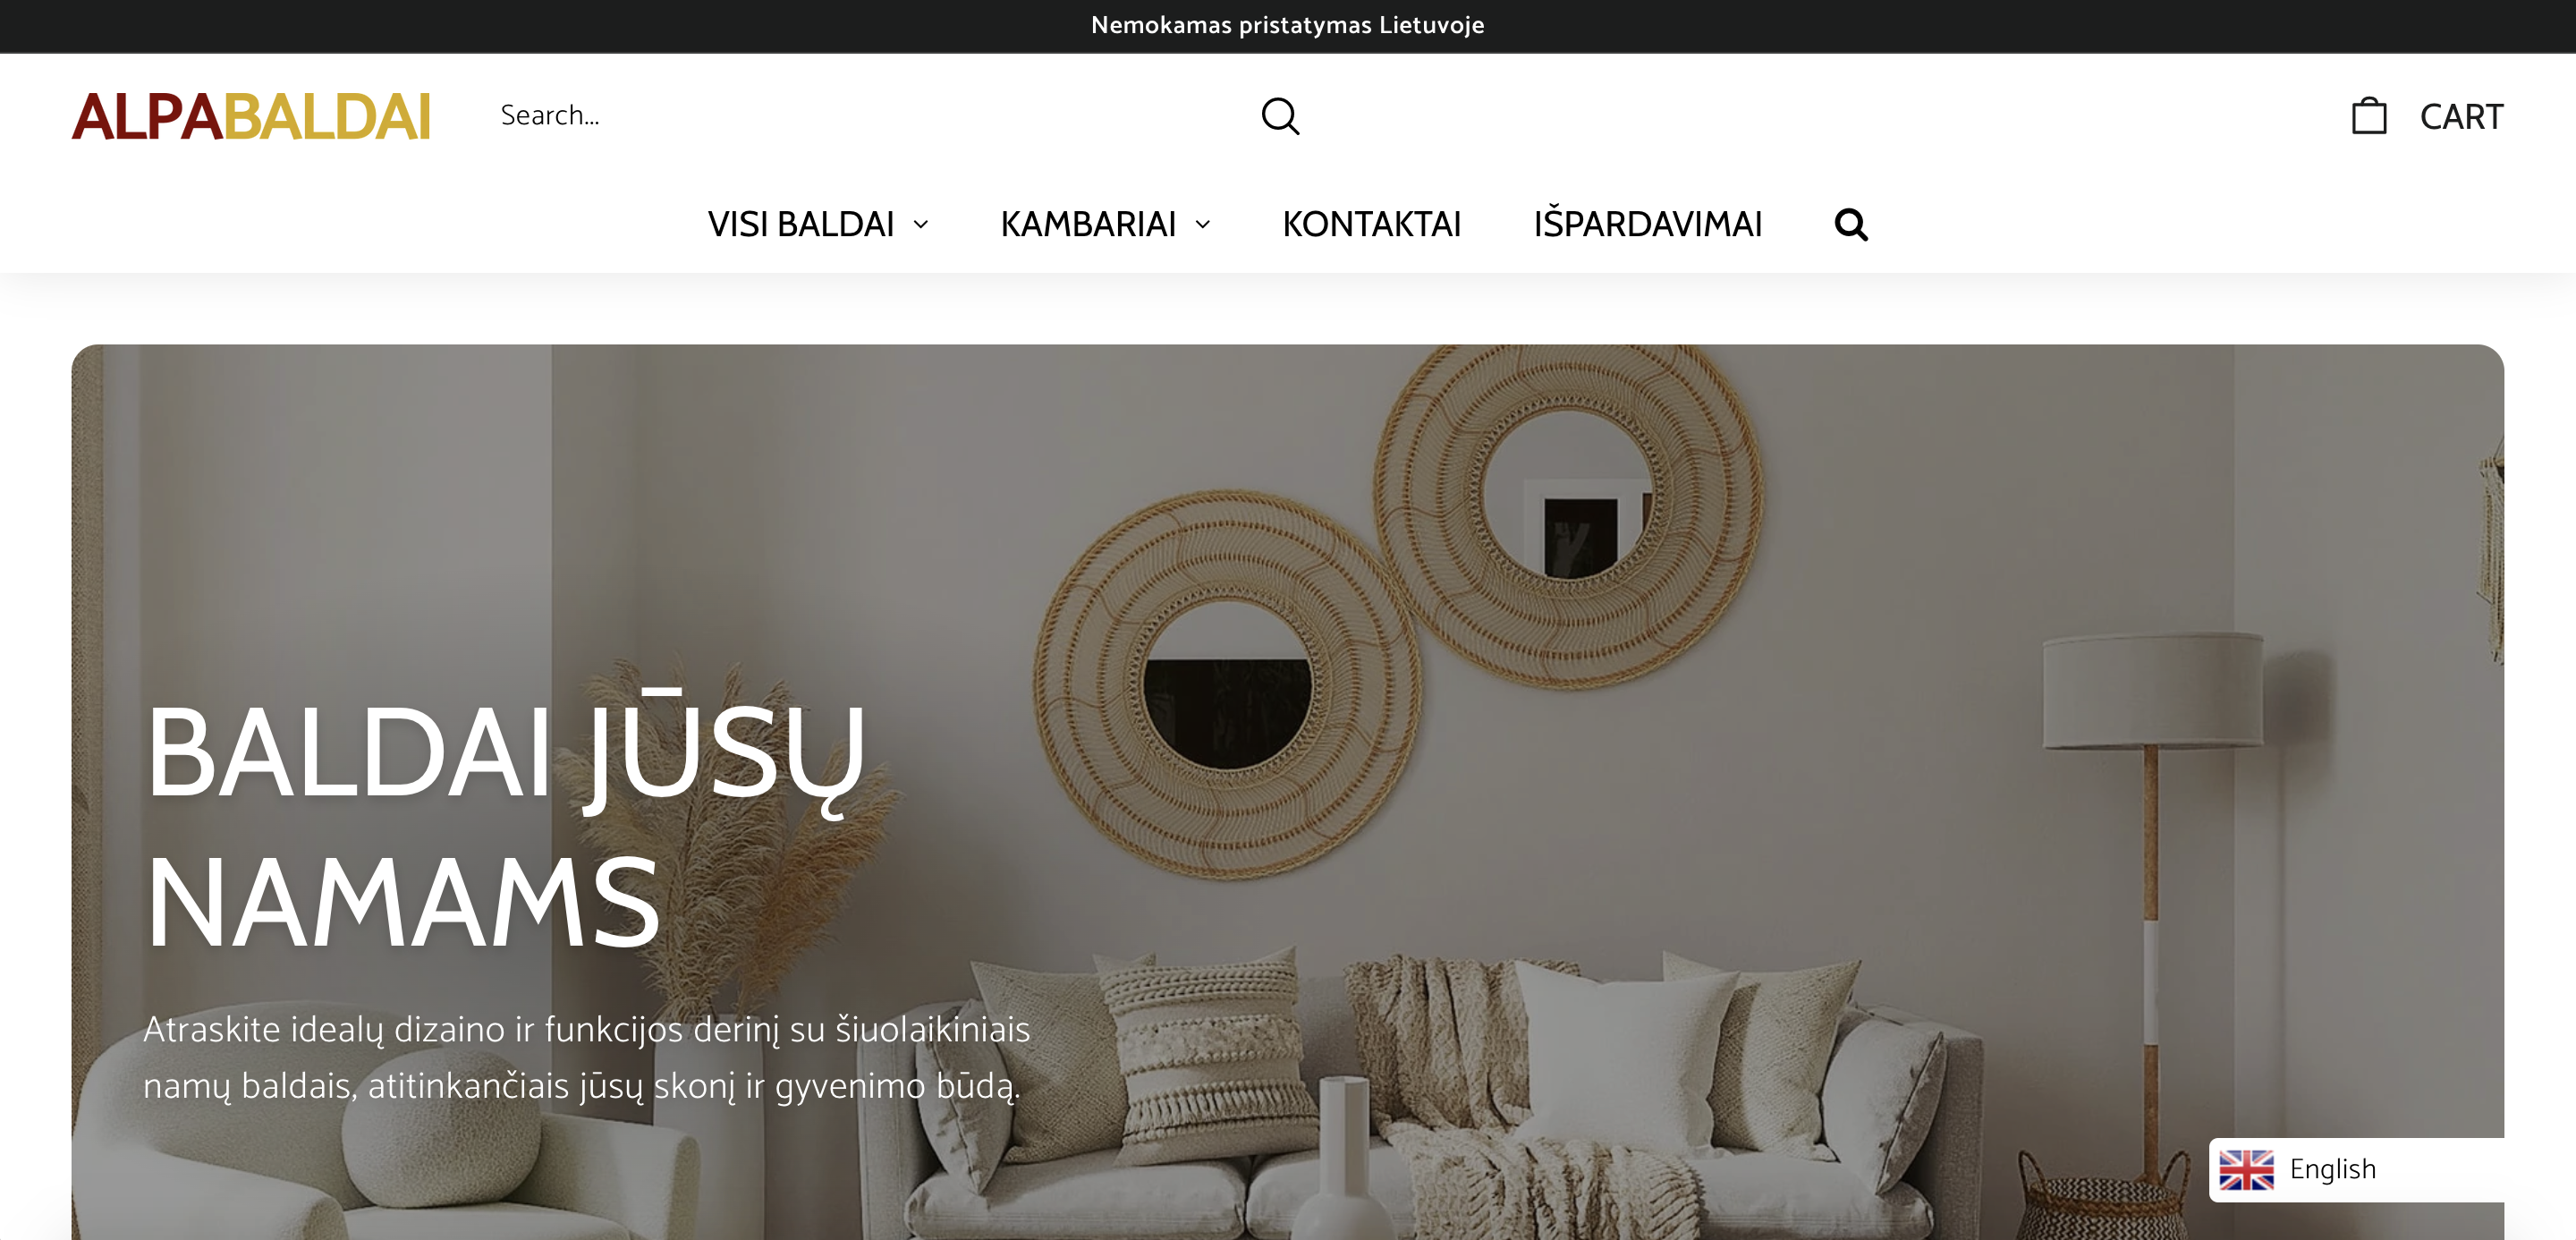 Nemokamas pristatymas Lietuvoje
ALPABALDAI
Search...
CART
VISI BALDAI
KAMBARIAI
KONTAKTAI
IŠPARDAVIMAI
BALDAI JŪSŲ
NAMAMS
Atraskite idealų dizaino ir funkcijos derinį su šiuolaikiniais
namų baldais, atitinkančiais jūsų skonį ir gyvenimo būdą.
English